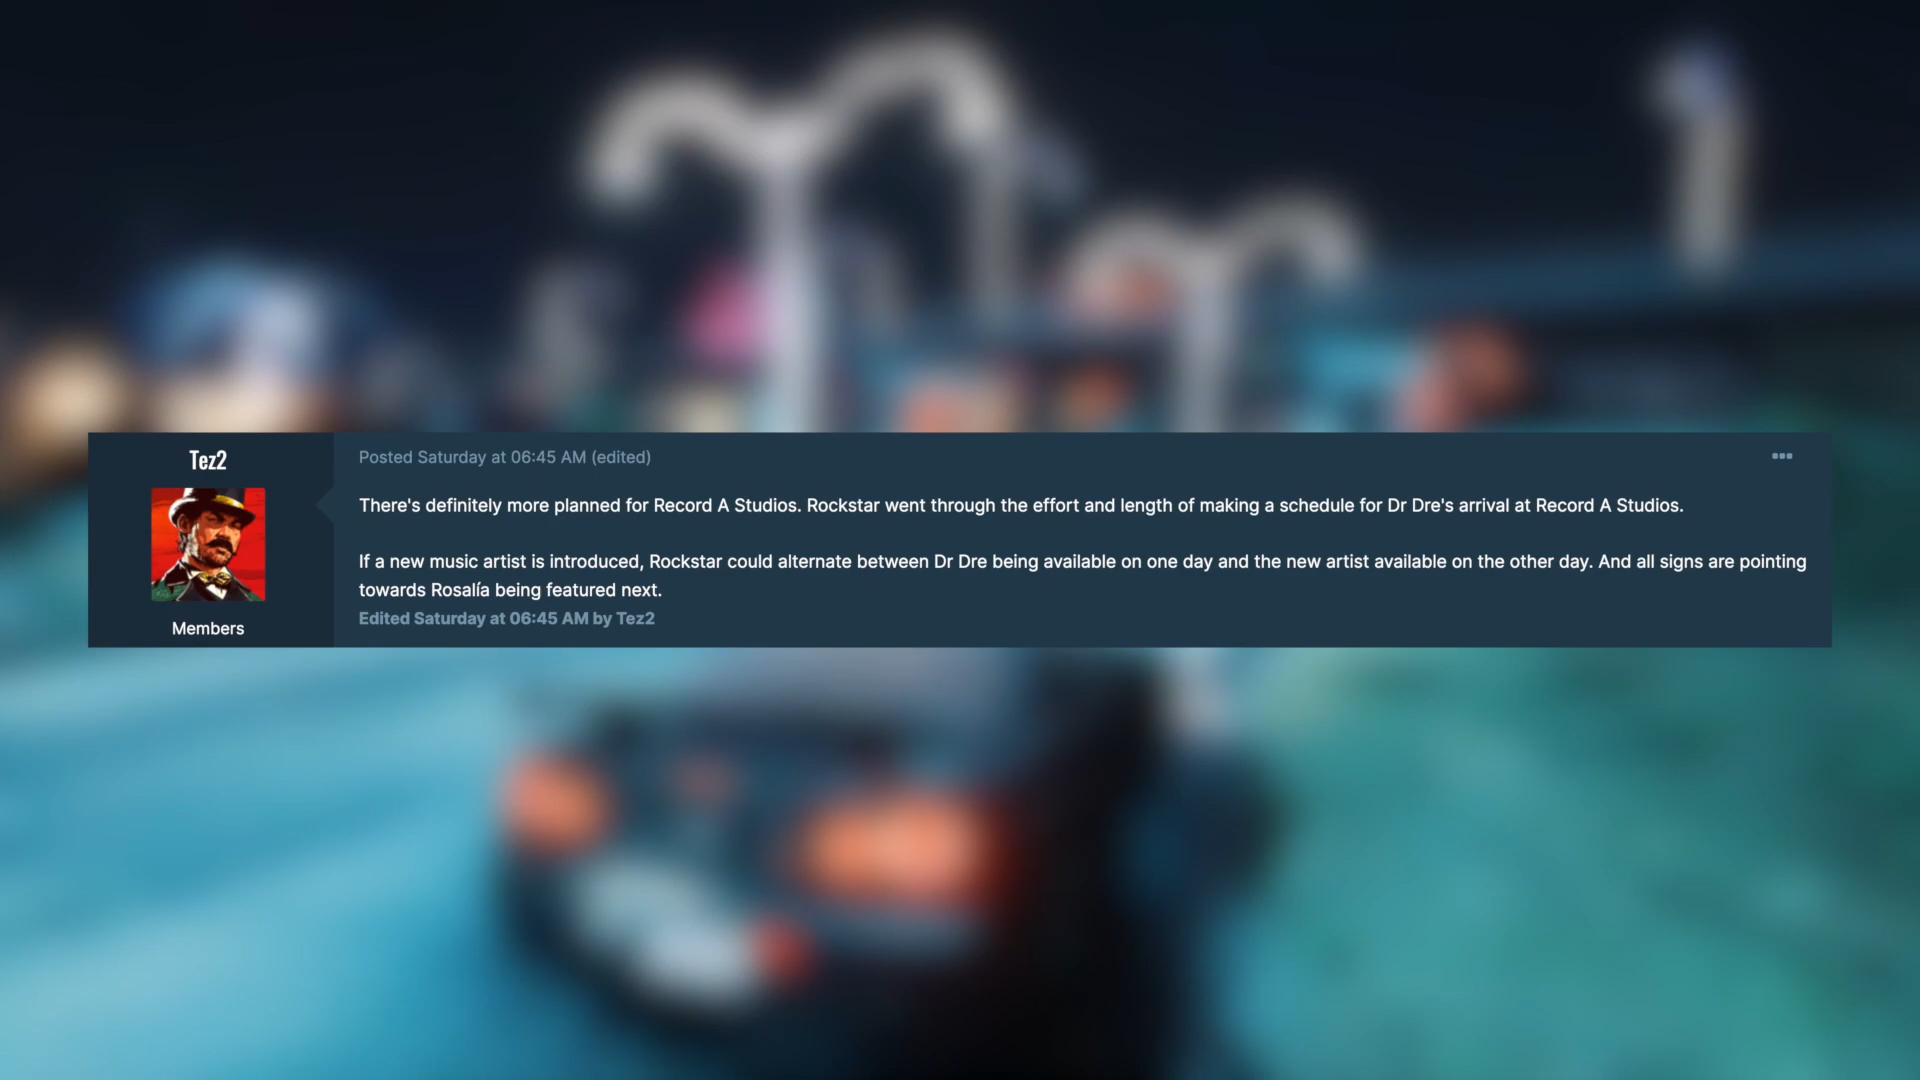 Tez2
Members
Posted Saturday at 06:45 AM (edited)
There's definitely more planned for Record A Studios. Rockstar went through the effort and length of making a schedule for Dr Dre's arrival at Record A Studios.
If a new music artist is introduced, Rockstar could alternate between Dr Dre being available on one day and the new artist available on the other day. And all signs are pointing
towards Rosalía being featured next.
Edited Saturday at 06:45 AM by Tez2